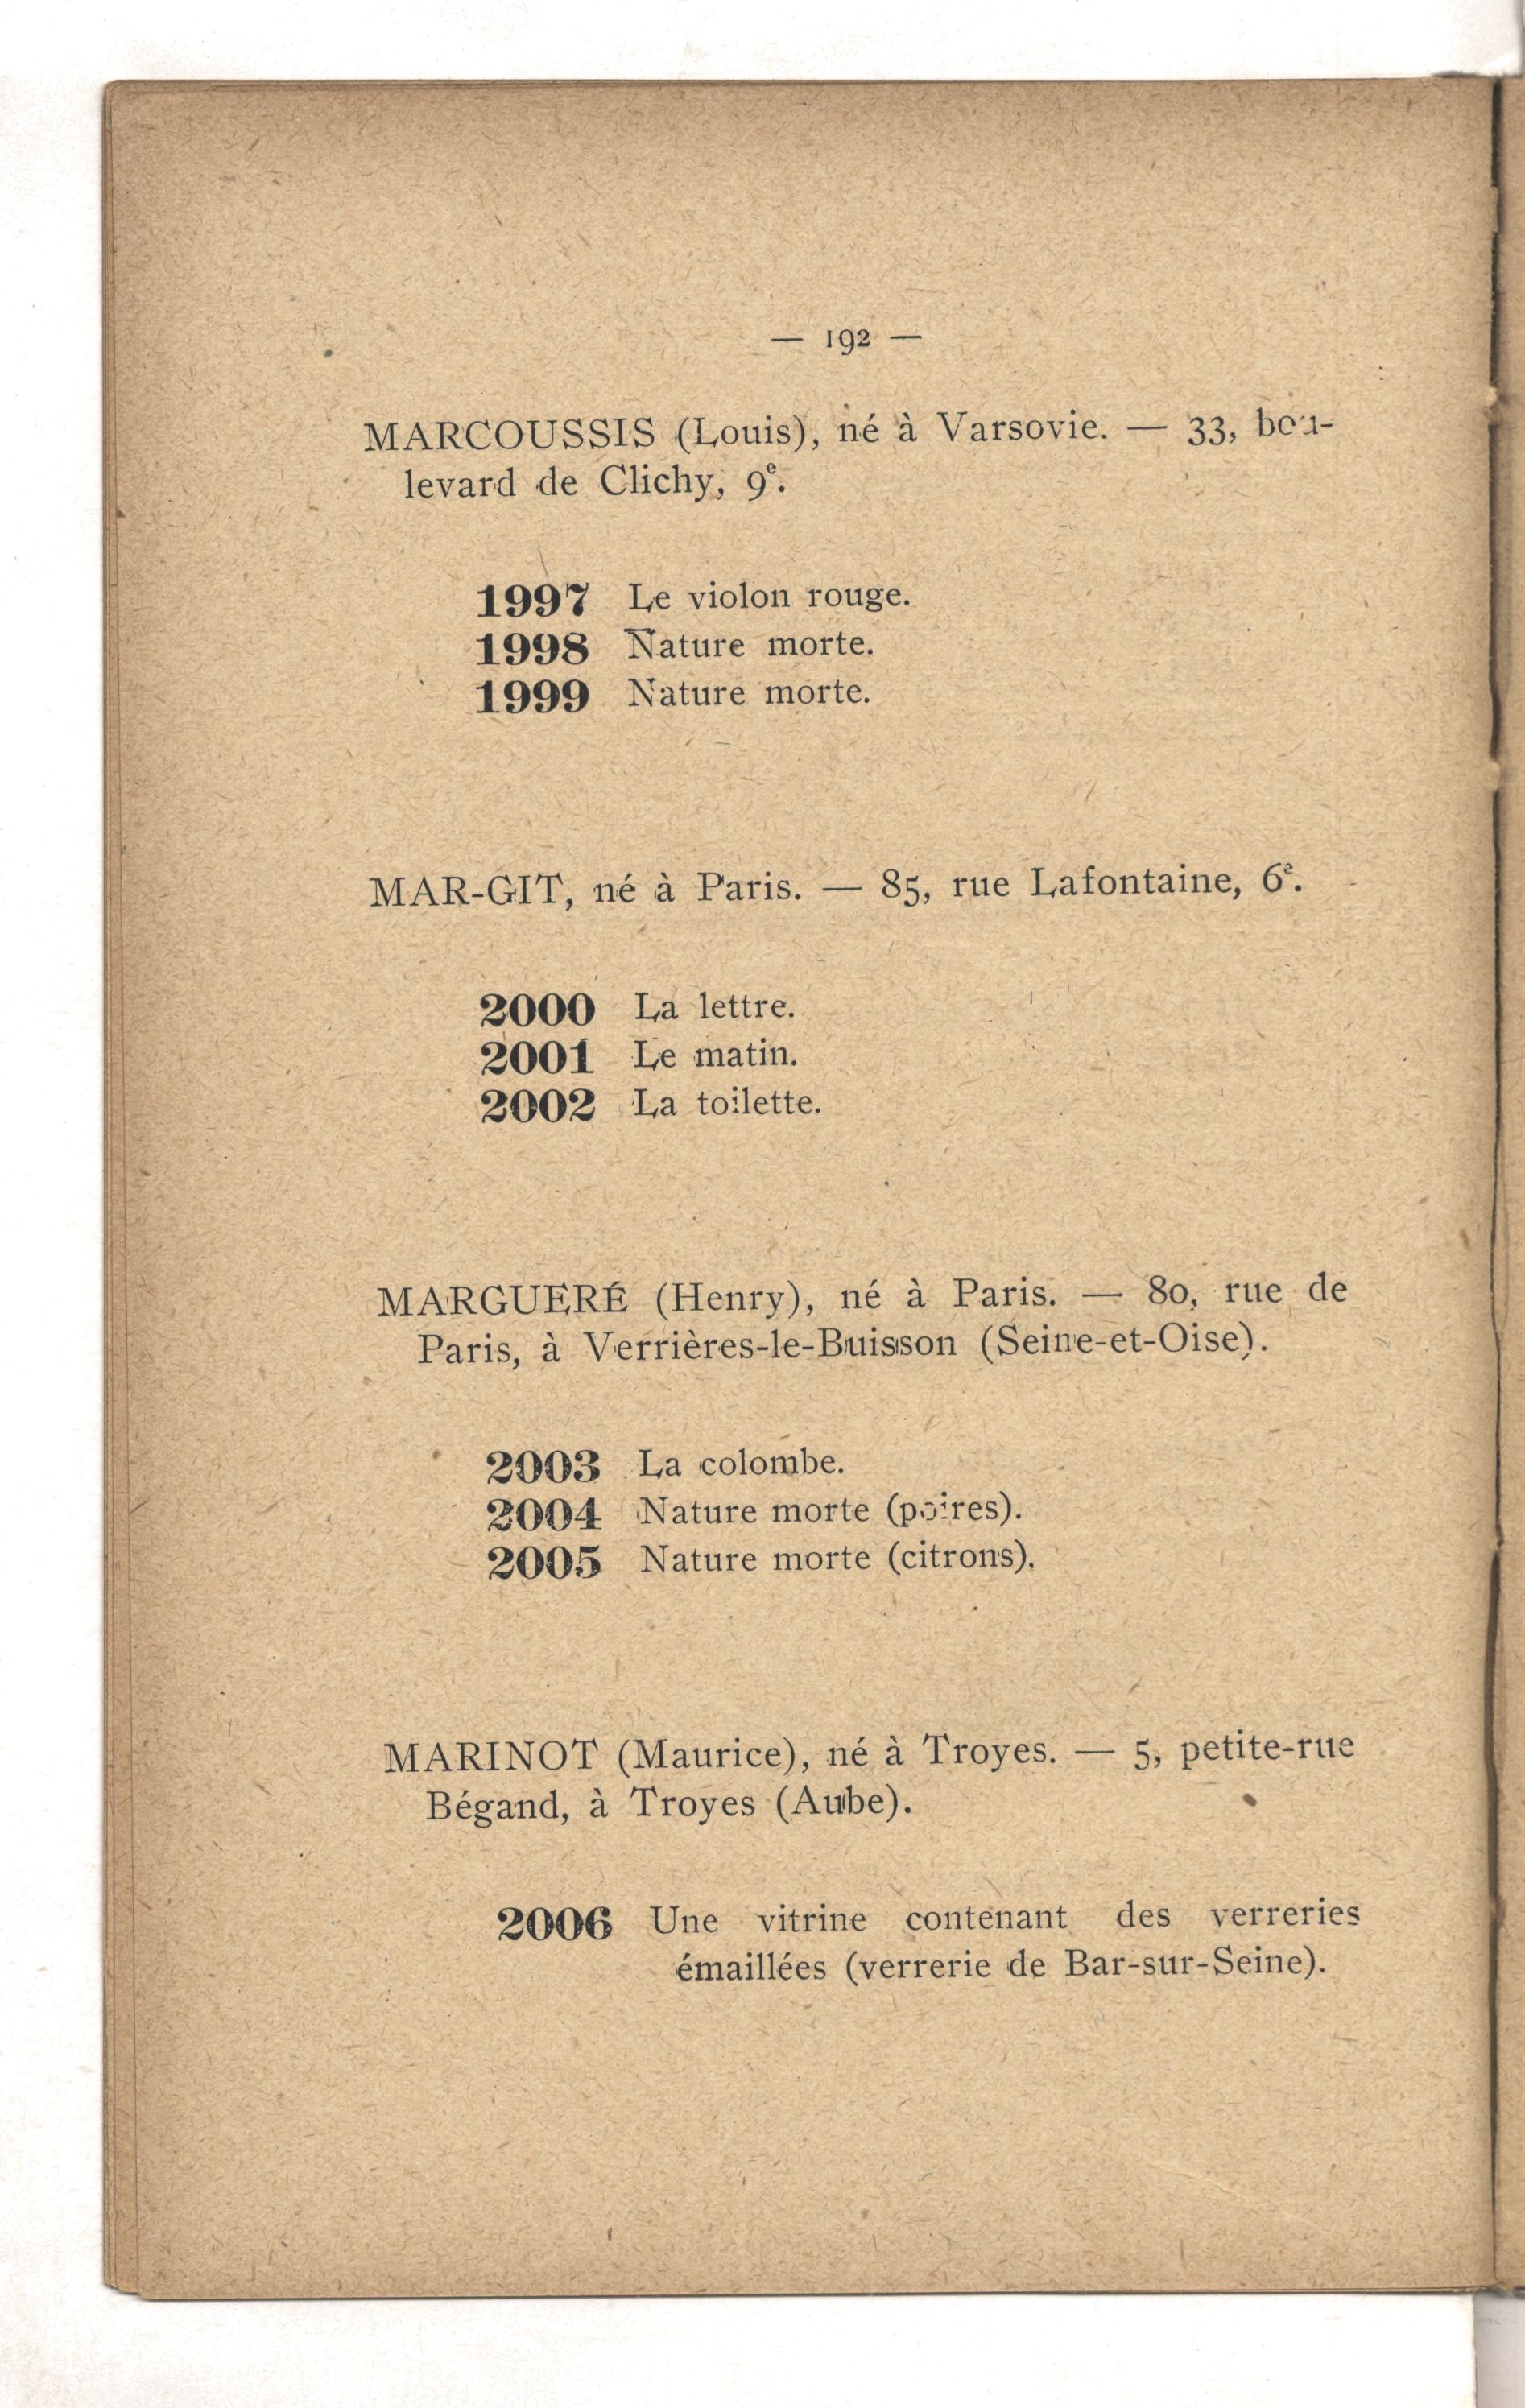 — 192 —
MARCOUSSIS (Louis), né à Varsovie. — 33, bou-
levard de Clichy, 9e.
1997 Le violon rouge.
1998 Nature morte.
1999 Nature morte.
MAR-GIT, né à Paris. — 85, rue Lafontaine, 6e.
2000 La lettre.
2001 Le matin.
2002 La toilette.
MARGUERÉ (Henry), né à Paris. — 80, rue de
Paris, à Verrières-le-Buisson (Seine-et-Oise).
2003 La colombe.
2004 Nature morte (poires).
2005 Nature morte (citrons).
MARINOT (Maurice), né à Troyes. — 5, petite-rue
Bégand, à Troyes (Aube).
2006 Une vitrine contenant des verreries
émaillées (verrerie de Bar-sur-Seine).